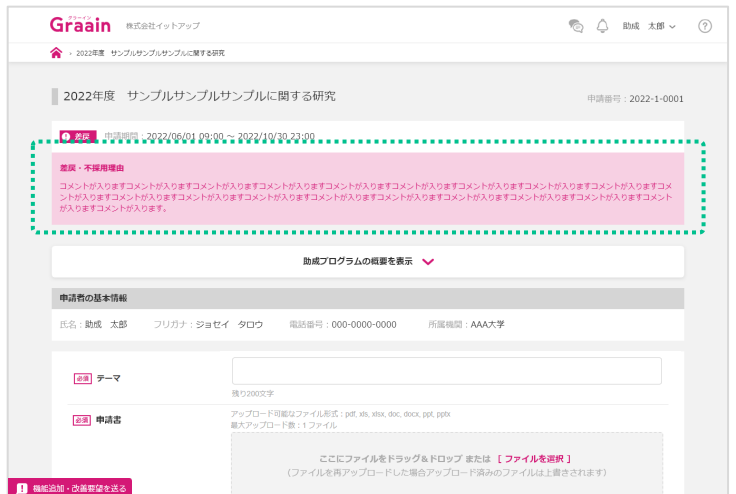 グラーイン
Graain 株式会社イットアップ 助成 太郎 ?
› 2022年度 サンプルサンプルサンプルに関する研究
2022年度 サンプルサンプルサンプルに関する研究 申請番号：2022-1-0001
! 差戻 申請期間：2022/06/01 09:00 ～ 2022/10/30 23:00
差戻・不採用理由
コメントが入りますコメントが入りますコメントが入りますコメントが入りますコメントが入りますコメントが入りますコメントが入りますコメントが入りますコメントが入りますコメ
ントが入りますコメントが入りますコメントが入りますコメントが入りますコメントが入りますコメントが入りますコメントが入りますコメントが入りますコメントが入りますコメント
が入りますコメントが入ります。
助成プログラムの概要を表示
申請者の基本情報
氏名：助成 太郎 フリガナ：ジョセイ タロウ 電話番号：000-0000-0000 所属機関：AAA大学
必須 テーマ
残り200文字
必須 申請書 アップロード可能なファイル形式：pdf, xls, xlsx, doc, docx, ppt, pptx
最大アップロード数：1 ファイル
ここにファイルをドラッグ＆ドロップ または [ ファイルを選択 ]
(ファイルを再アップロードした場合アップロード済みのファイルは上書きされます)
! 機能追加・改善要望を送る